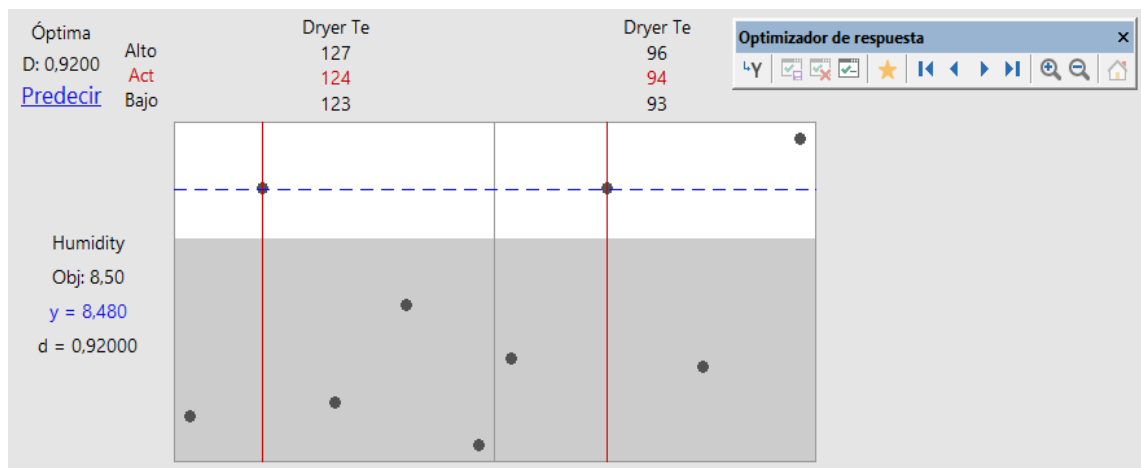 Óptima
D: 0,9200
Predecir
Alto
Act
Bajo
Dryer Te
127
124
123
Dryer Te
96
94
93
Optimizador de respuesta
Y
Humidity
Obj: 8,50
y = 8,480
d = 0,92000